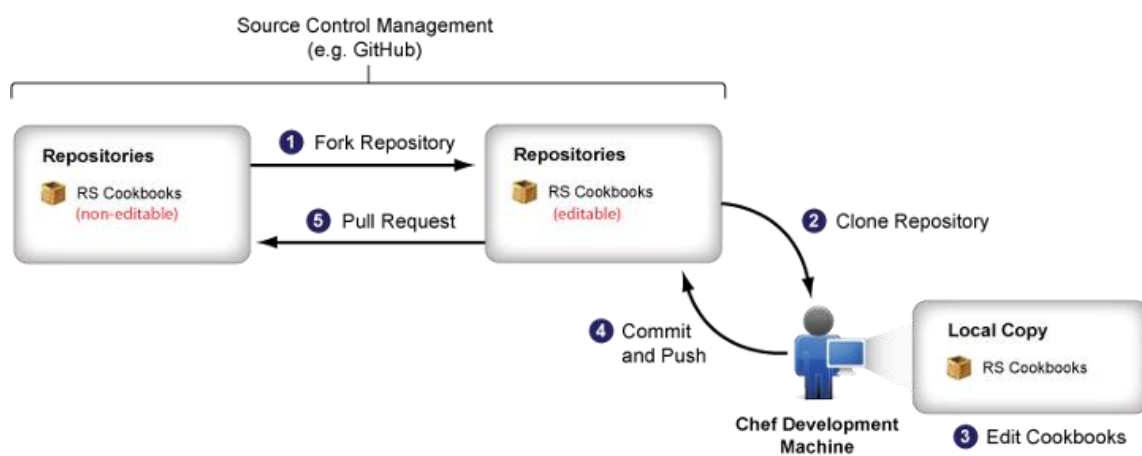 Source Control Management
(e.g. GitHub)
Repositories
RS Cookbooks
(non-editable)
1 Fork Repository
5 Pull Request
Repositories
RS Cookbooks
(editable)
2 Clone Repository
4 Commit
and Push
Chef Development
Machine
Local Copy
RS Cookbooks
3 Edit Cookbooks